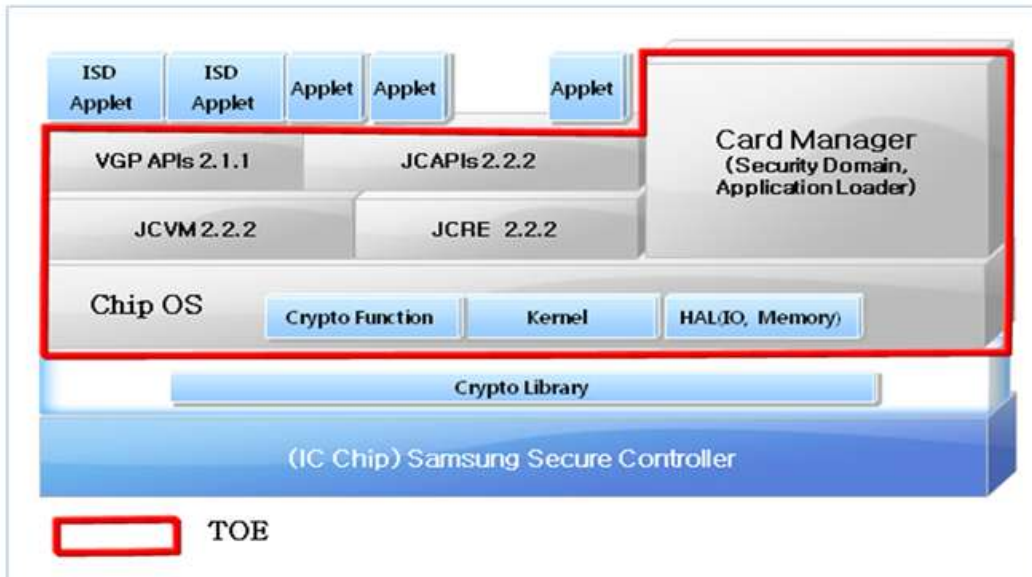 ISD
Applet
ISD
Applet
Applet
Applet
Applet
Card Manager
(Security Domain,
Application Loader)
VGP APIs 2.1.1
JCAPIs 2.2.2
JCVM 2.2.2
JCRE 2.2.2
Chip OS
Crypto Function
Kernel
HAL(IO, Memory)
Crypto Library
(IC Chip) Samsung Secure Controller
TOE